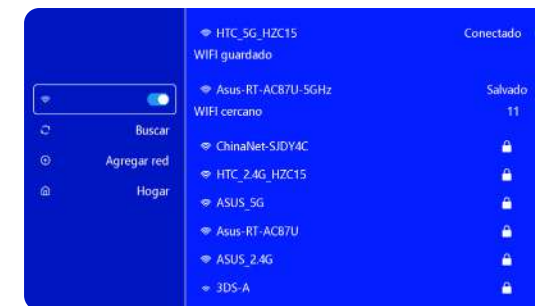 Buscar
Agregar red
Hogar
HTC_5G_HZC15 Conectado
WIFI guardado
Asus-RT-AC87U-5GHz Salvado
WIFI cercano 11
ChinaNet-SJDY4C
HTC_2.4G_HZC15
ASUS_5G
Asus-RT-AC87U
ASUS_2.4G
3DS-A